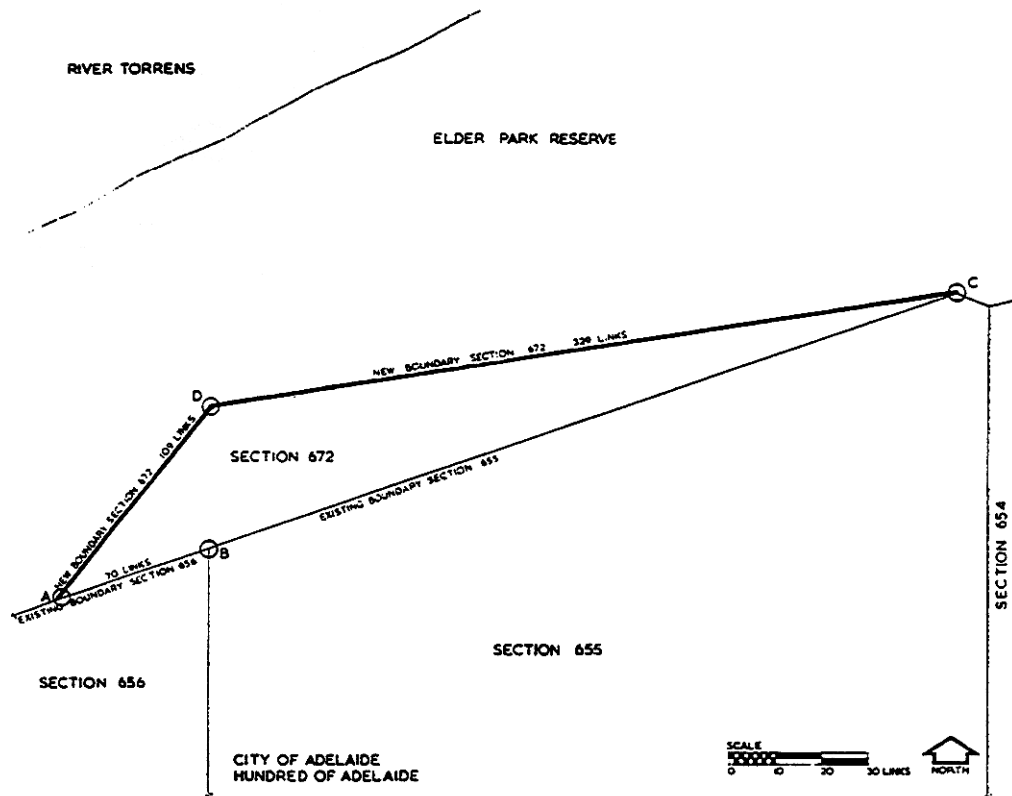 RIVER TORRENS
ELDER PARK RESERVE
C
NEW BOUNDARY SECTION 672 329 LINKS
D
NEW BOUNDARY SECTION 672 109 LINKS
SECTION 672
EXISTING BOUNDARY SECTION 655
B
70 LINKS
A
EXISTING BOUNDARY SECTION 656
SECTION 654
SECTION 655
SECTION 656
CITY OF ADELAIDE
HUNDRED OF ADELAIDE
SCALE
0 10 20 30 LINKS
NORTH